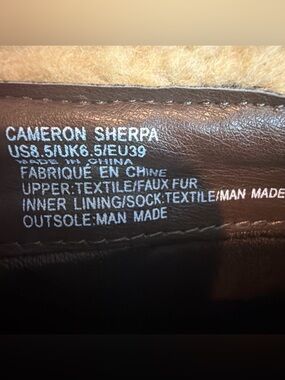 CAMERON SHERPA
US8.5/UK6.5/EU39
MADE IN CHINA
FABRIQUÉ EN CHINE
UPPER:TEXTILE/FAUX FUR
INNER LINING/SOCK:TEXTILE/MAN MADE
OUTSOLE:MAN MADE